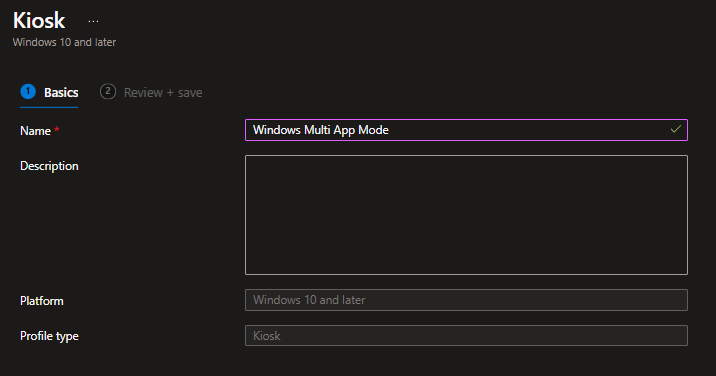 Kiosk ...
Windows 10 and later
1 Basics 2 Review + save
Name * Windows Multi App Mode
Description
Platform Windows 10 and later
Profile type Kiosk